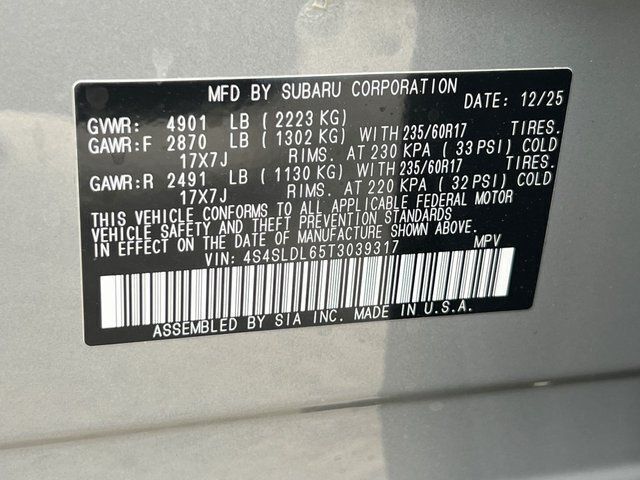 MFD BY SUBARU CORPORATION DATE: 12/25
GVWR: 4901 LB ( 2223 KG)
GAWR:F 2870 LB ( 1302 KG) WITH 235/60R17 TIRES.
17X7J RIMS. AT 230 KPA ( 33 PSI) COLD
GAWR:R 2491 LB ( 1130 KG) WITH 235/60R17 TIRES.
17X7J RIMS. AT 220 KPA ( 32 PSI) COLD
THIS VEHICLE CONFORMS TO ALL APPLICABLE FEDERAL MOTOR
VEHICLE SAFETY AND THEFT PREVENTION STANDARDS
IN EFFECT ON THE DATE OF MANUFACTURE SHOWN ABOVE.
VIN: 4S4SLDL65T3039317 MPV
ASSEMBLED BY SIA INC. MADE IN U.S.A.